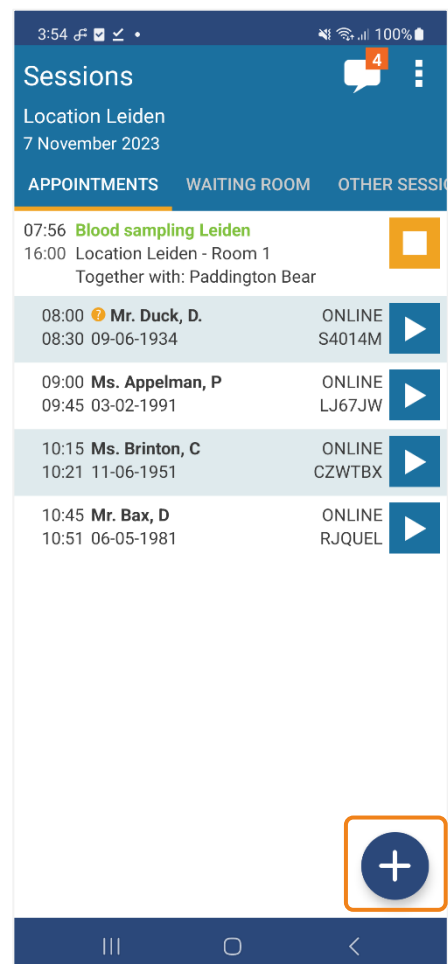 3:54 100%
Sessions 4
Location Leiden
7 November 2023
APPOINTMENTS WAITING ROOM OTHER SESSI
07:56 Blood sampling Leiden
16:00 Location Leiden - Room 1
Together with: Paddington Bear
08:00 ? Mr. Duck, D. ONLINE
08:30 09-06-1934 S4014M
09:00 Ms. Appelman, P ONLINE
09:45 03-02-1991 LJ67JW
10:15 Ms. Brinton, C ONLINE
10:21 11-06-1951 CZWTBX
10:45 Mr. Bax, D ONLINE
10:51 06-05-1981 RJQUEL